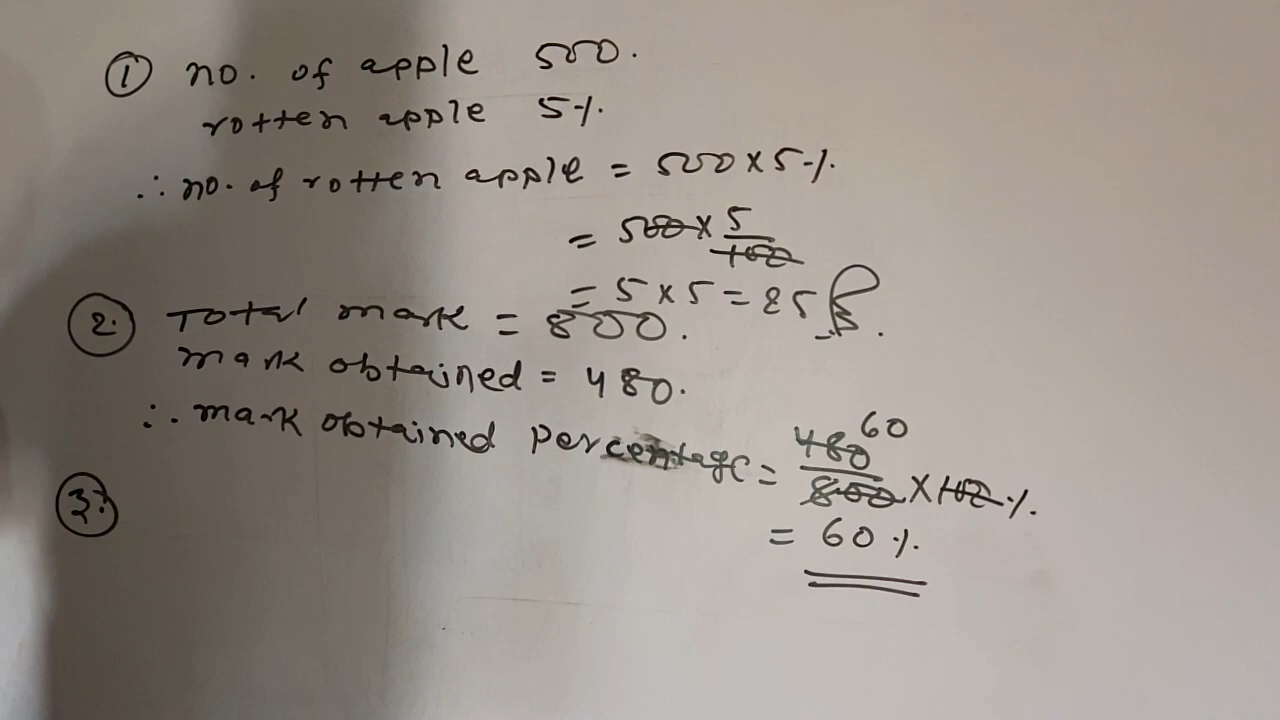 ① no. of apple 500.
rotten apple 5%.
∴ no. of rotten apple = 500 x 5%.
= 500 x 5/100
= 5 x 5 = 25
②. Total mark = 800.
mark obtained = 480.
∴ mark obtained percentage = 480/800 x 100 %. 60
= 60 %.
③.